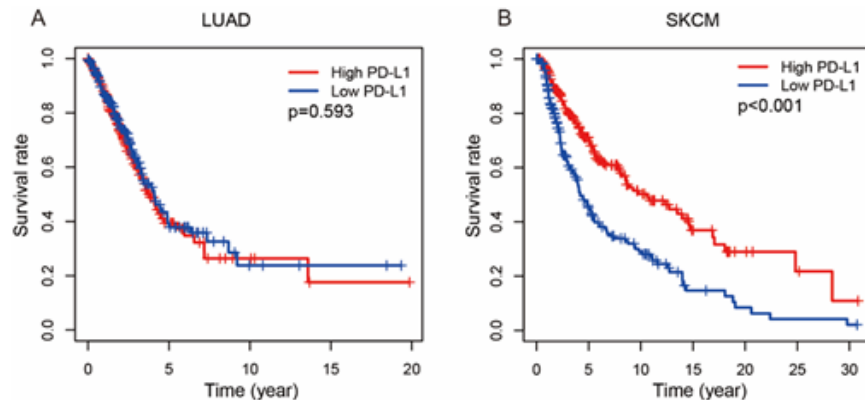 A
LUAD
High PD-L1
Low PD-L1
p=0.593
Survival rate
1.0
0.8
0.6
0.4
0.2
0.0
0 5 10 15 20
Time (year)
B
SKCM
High PD-L1
Low PD-L1
p<0.001
Survival rate
1.0
0.8
0.6
0.4
0.2
0.0
0 5 10 15 20 25 30
Time (year)